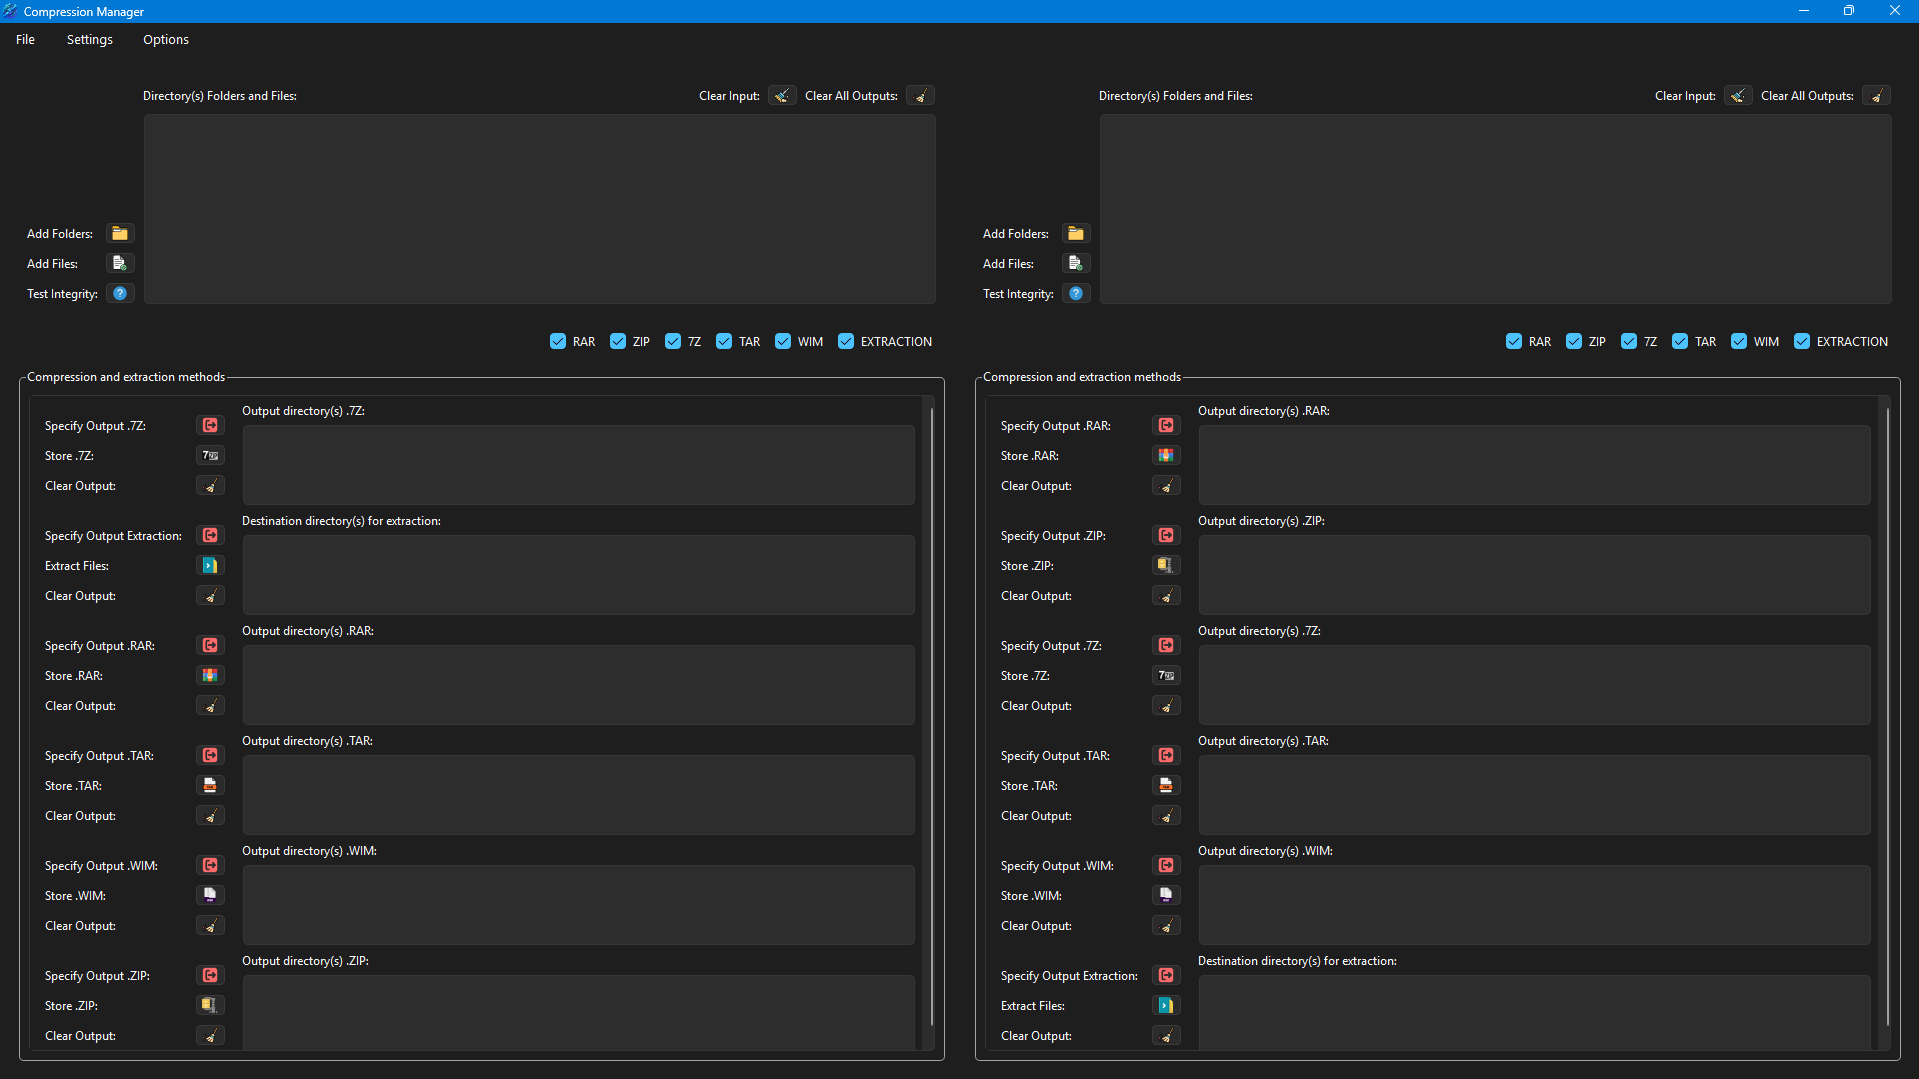 Compression Manager
File Settings Options
Directory(s) Folders and Files: Clear Input: Clear All Outputs:
Add Folders:
Add Files:
Test Integrity:
RAR ZIP 7Z TAR WIM EXTRACTION
Compression and extraction methods
Output directory(s) .7Z:
Specify Output .7Z:
Store .7Z:
Clear Output:
Destination directory(s) for extraction:
Specify Output Extraction:
Extract Files:
Clear Output:
Output directory(s) .RAR:
Specify Output .RAR:
Store .RAR:
Clear Output:
Output directory(s) .TAR:
Specify Output .TAR:
Store .TAR:
Clear Output:
Output directory(s) .WIM:
Specify Output .WIM:
Store .WIM:
Clear Output:
Output directory(s) .ZIP:
Specify Output .ZIP:
Store .ZIP:
Clear Output:
Directory(s) Folders and Files: Clear Input: Clear All Outputs:
Add Folders:
Add Files:
Test Integrity:
RAR ZIP 7Z TAR WIM EXTRACTION
Compression and extraction methods
Output directory(s) .RAR:
Specify Output .RAR:
Store .RAR:
Clear Output:
Output directory(s) .ZIP:
Specify Output .ZIP:
Store .ZIP:
Clear Output:
Output directory(s) .7Z:
Specify Output .7Z:
Store .7Z:
Clear Output:
Output directory(s) .TAR:
Specify Output .TAR:
Store .TAR:
Clear Output:
Output directory(s) .WIM:
Specify Output .WIM:
Store .WIM:
Clear Output:
Destination directory(s) for extraction:
Specify Output Extraction:
Extract Files:
Clear Output: